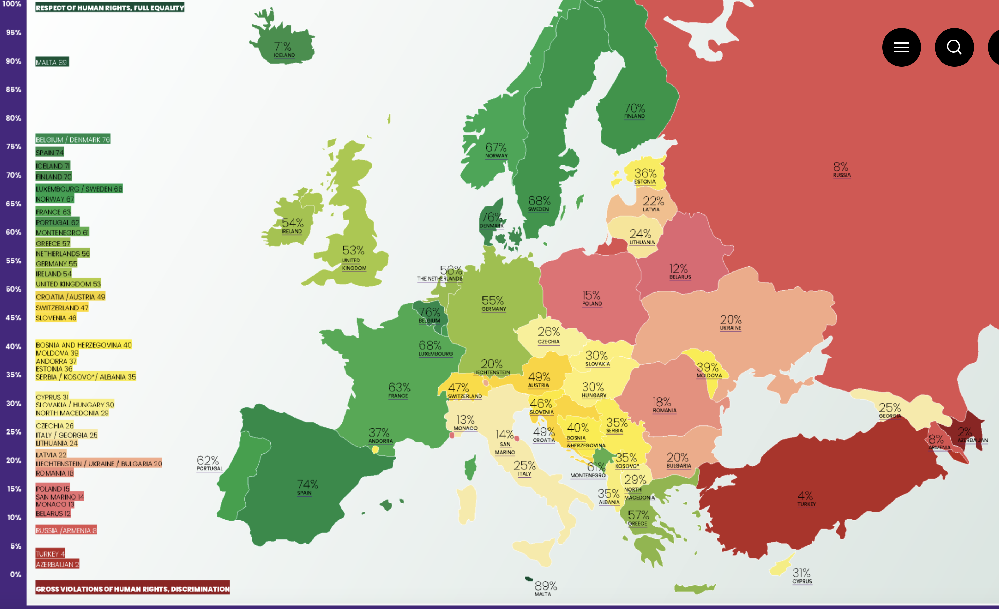 100%
RESPECT OF HUMAN RIGHTS, FULL EQUALITY
95%
90%
MALTA 89
85%
80%
BELGIUM / DENMARK 76
75%
SPAIN 74
ICELAND 71
70%
FINLAND 70
LUXEMBOURG / SWEDEN 68
NORWAY 67
65%
FRANCE 63
PORTUGAL 62
60%
MONTENEGRO 61
GREECE 57
NETHERLANDS 56
55%
GERMANY 55
IRELAND 54
UNITED KINGDOM 53
50%
CROATIA /AUSTRIA 49
SWITZERLAND 47
45%
SLOVENIA 46
40%
BOSNIA AND HERZEGOVINA 40
MOLDOVA 39
ANDORRA 37
ESTONIA 36
35%
SERBIA / KOSOVO*/ ALBANIA 35
CYPRUS 31
30%
SLOVAKIA / HUNGARY 30
NORTH MACEDONIA 29
CZECHIA 26
25%
ITALY / GEORGIA 25
LITHUANIA 24
LATVIA 22
20%
LIECHTENSTEIN / UKRAINE / BULGARIA 20
ROMANIA 18
15%
POLAND 15
SAN MARINO 14
MONACO 13
BELARUS 12
10%
RUSSIA /ARMENIA 8
5%
TURKEY 4
AZERBAIJAN 2
0%
GROSS VIOLATIONS OF HUMAN RIGHTS, DISCRIMINATION
71%
ICELAND
70%
FINLAND
67%
NORWAY
8%
RUSSIA
36%
ESTONIA
68%
SWEDEN
22%
LATVIA
76%
DENMARK
54%
IRELAND
24%
LITHUANIA
53%
UNITED
KINGDOM
56%
THE NETHERLANDS
12%
BELARUS
15%
POLAND
55%
GERMANY
76%
BELGIUM
20%
UKRAINE
26%
CZECHIA
68%
LUXEMBOURG
30%
SLOVAKIA
20%
LIECHTENSTEIN
39%
MOLDOVA
49%
AUSTRIA
63%
FRANCE
47%
SWITZERLAND
30%
HUNGARY
46%
SLOVENIA
18%
ROMANIA
25%
GEORGIA
13%
MONACO
35%
SERBIA
40%
BOSNIA
&HERZEGOVINA
49%
CROATIA
37%
ANDORRA
14%
SAN
MARINO
2%
AZERBAIJAN
8%
ARMENIA
62%
PORTUGAL
35%
KOSOVO*
20%
BULGARIA
25%
ITALY
61%
MONTENEGRO
29%
NORTH
MACEDONIA
74%
SPAIN
35%
ALBANIA
4%
TURKEY
57%
GREECE
31%
CYPRUS
89%
MALTA